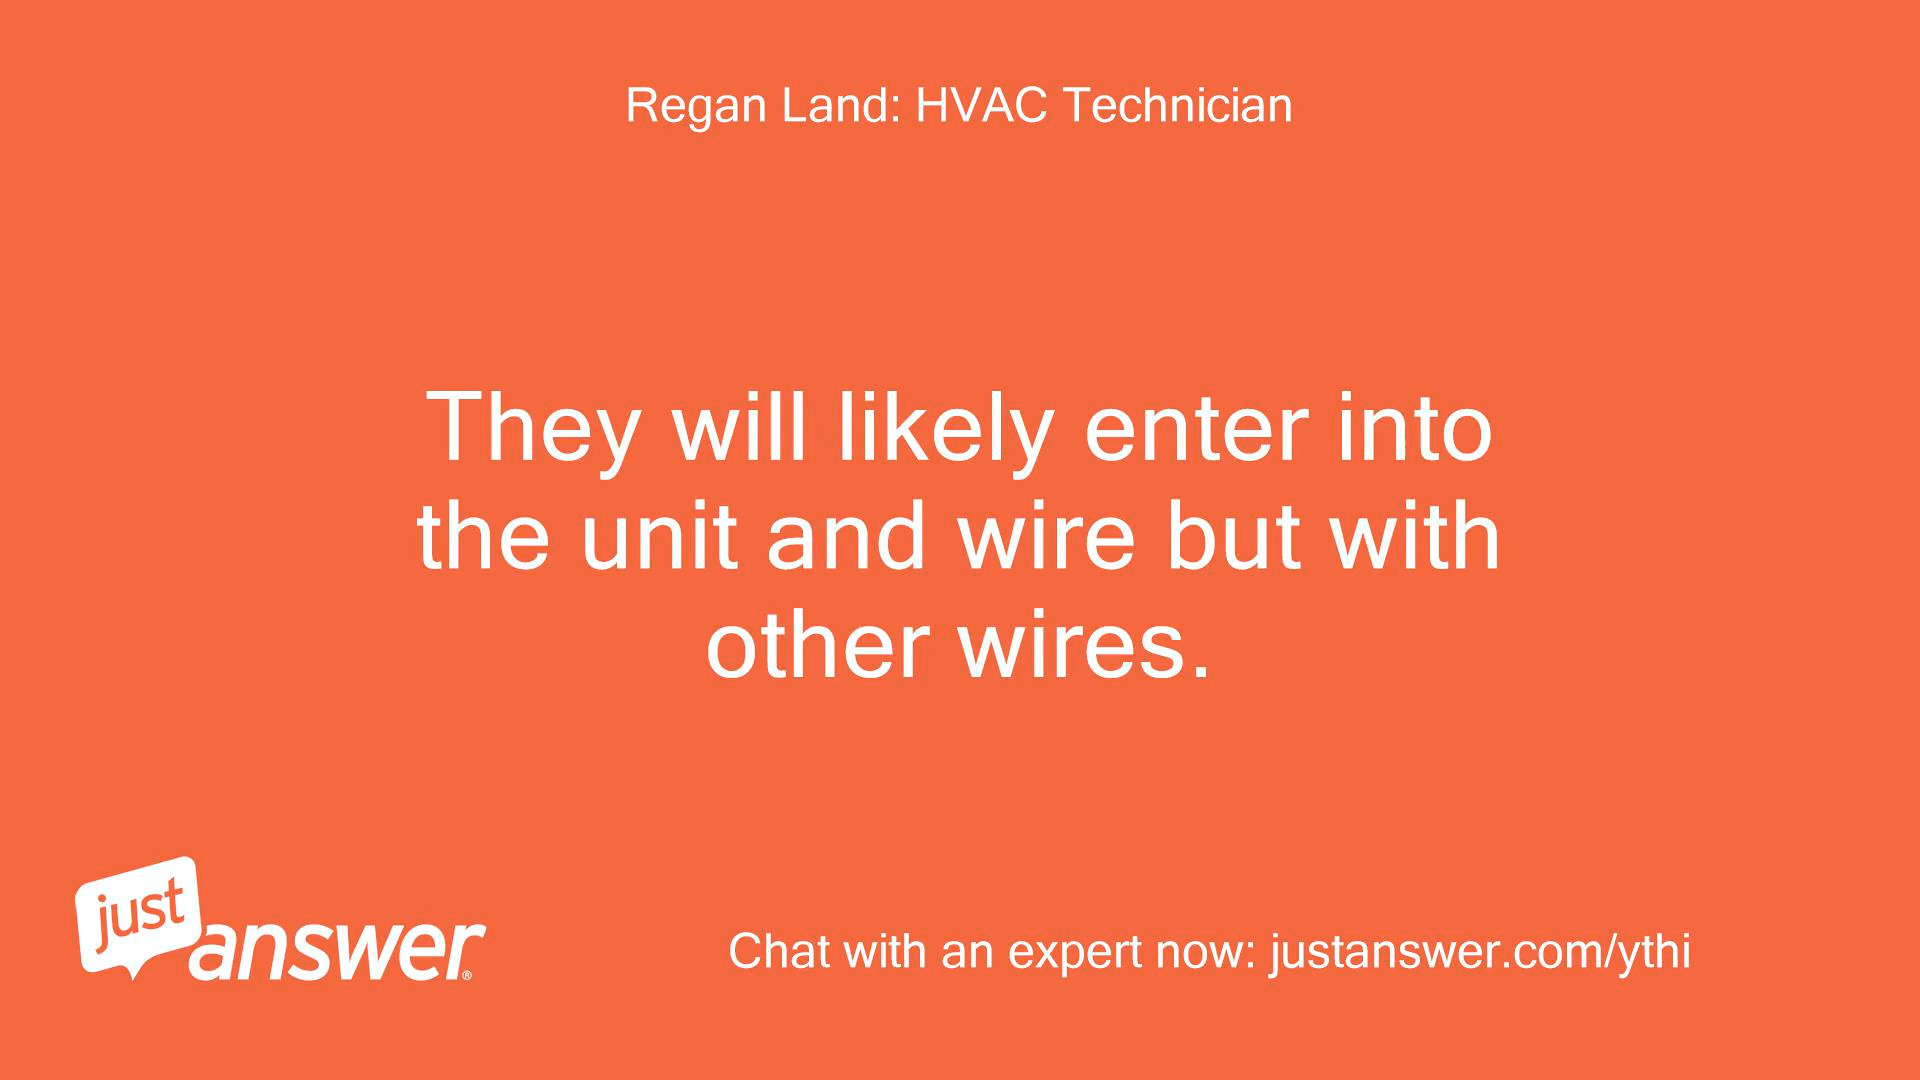 Regan Land: HVAC Technician
They will likely enter into
the unit and wire but with
other wires.
just
answer®
Chat with an expert now: justanswer.com/ythi